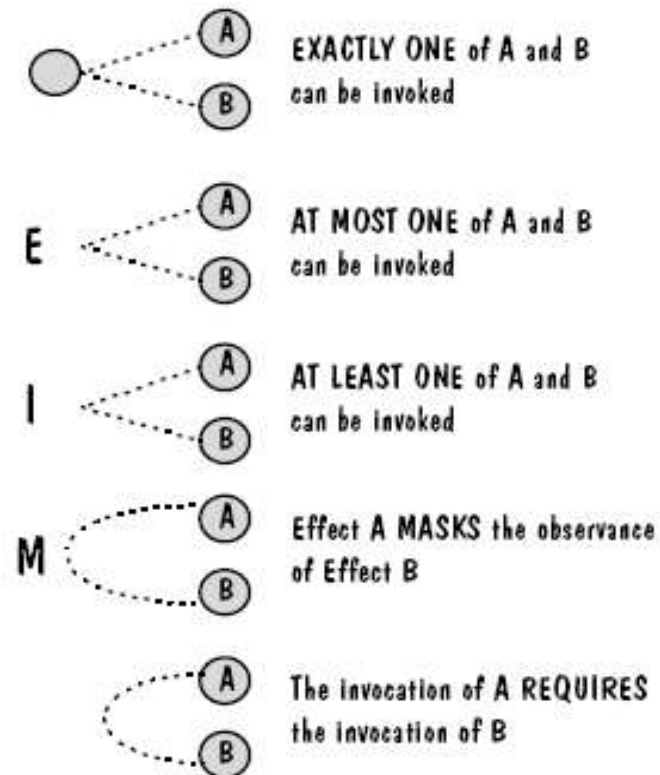 A
EXACTLY ONE of A and B
B
can be invoked
A
E
AT MOST ONE of A and B
B
can be invoked
A
I
AT LEAST ONE of A and B
B
can be invoked
A
M
Effect A MASKS the observance
B
of Effect B
A
The invocation of A REQUIRES
B
the invocation of B